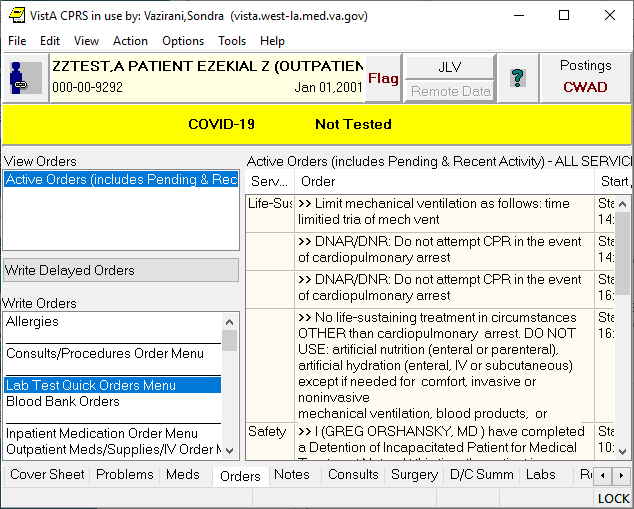 VistA CPRS in use by: Vazirani,Sondra (vista.west-la.med.va.gov)
File Edit View Action Options Tools Help
ZZTEST,A PATIENT EZEKIAL Z (OUTPATIEN
000-00-9292 Jan 01,2001
Flag
JLV
Remote Data
?
Postings
CWAD
COVID-19 Not Tested
View Orders
Active Orders (includes Pending & Rec
Write Delayed Orders
Write Orders
Allergies
Consults/Procedures Order Menu
Lab Test Quick Orders Menu
Blood Bank Orders
Inpatient Medication Order Menu
Outpatient Meds/Supplies/IV Order M
Active Orders (includes Pending & Recent Activity) - ALL SERVIC
Serv... Order Start
Life-Sus >> Limit mechanical ventilation as follows: time Sta
limitied tria of mech vent 14:
>> DNAR/DNR: Do not attempt CPR in the event Sta
of cardiopulmonary arrest 14:
>> DNAR/DNR: Do not attempt CPR in the event Sta
of cardiopulmonary arrest 16:
>> No life-sustaining treatment in circumstances Sta
OTHER than cardiopulmonary arrest. DO NOT 16:
USE: artificial nutrition (enteral or parenteral),
artificial hydration (enteral, IV or subcutaneous)
except if needed for comfort, invasive or
noninvasive
mechanical ventilation, blood products, or
Safety >> I (GREG ORSHANSKY, MD ) have completed Sta
a Detention of Incapacitated Patient for Medical 10:
Cover Sheet Problems Meds Orders Notes Consults Surgery D/C Summ Labs
LOCK